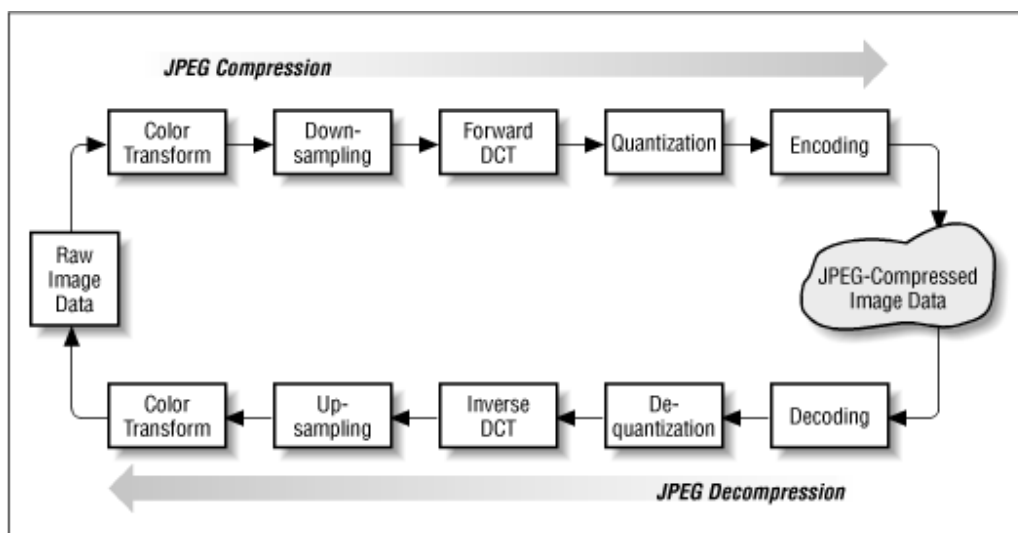 JPEG Compression
Color
Transform
Down-
sampling
Forward
DCT
Quantization
Encoding
Raw
Image
Data
JPEG-Compressed
Image Data
Color
Transform
Up-
sampling
Inverse
DCT
De-
quantization
Decoding
JPEG Decompression